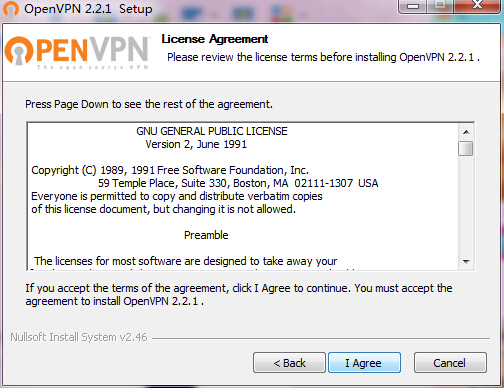 OpenVPN 2.2.1 Setup
OPENVPN
The open source VPN
License Agreement
Please review the license terms before installing OpenVPN 2.2.1 .
Press Page Down to see the rest of the agreement.
GNU GENERAL PUBLIC LICENSE
Version 2, June 1991
Copyright (C) 1989, 1991 Free Software Foundation, Inc.
59 Temple Place, Suite 330, Boston, MA 02111-1307 USA
Everyone is permitted to copy and distribute verbatim copies
of this license document, but changing it is not allowed.
Preamble
The licenses for most software are designed to take away your
If you accept the terms of the agreement, click I Agree to continue. You must accept the
agreement to install OpenVPN 2.2.1 .
Nullsoft Install System v2.46
< Back
I Agree
Cancel